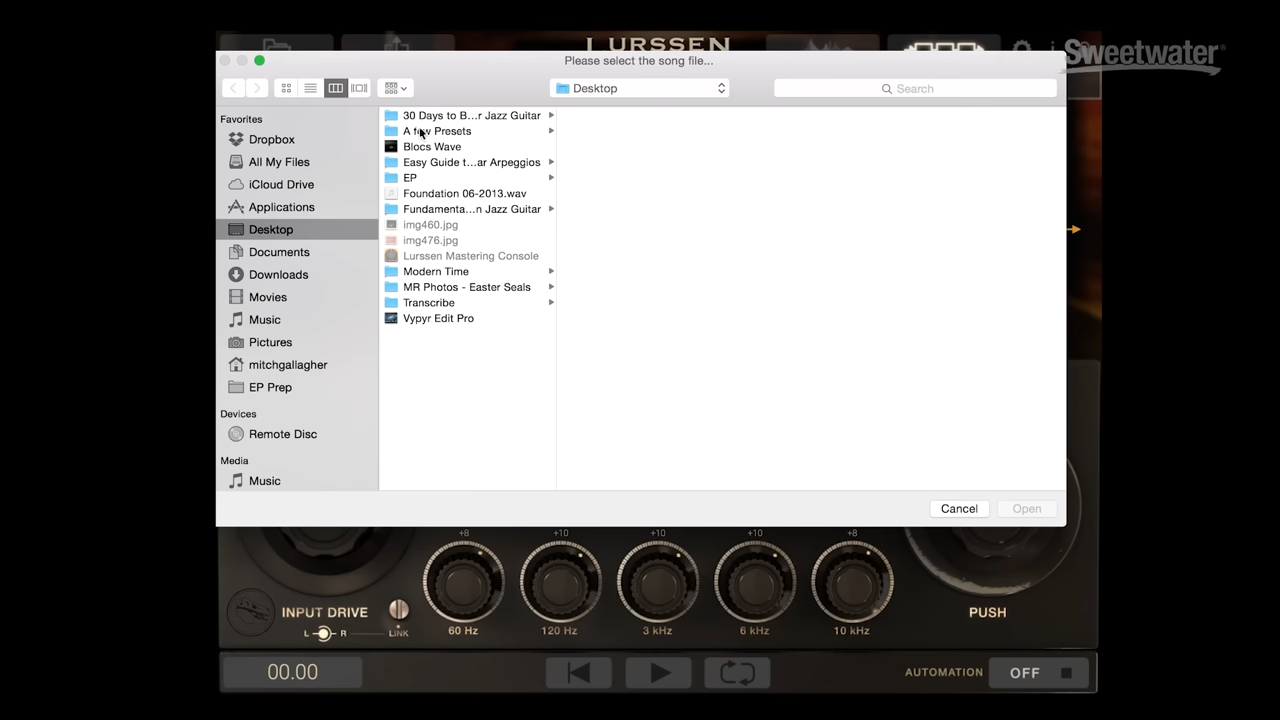 LURSSEN
Sweetwater
Please select the song file...
Desktop
Search
Favorites
Dropbox
All My Files
iCloud Drive
Applications
Desktop
Documents
Downloads
Movies
Music
Pictures
mitchgallagher
EP Prep
Devices
Remote Disc
Media
Music
30 Days to B...r Jazz Guitar
A few Presets
Blocs Wave
Easy Guide t...ar Arpeggios
EP
Foundation 06-2013.wav
Fundamenta...n Jazz Guitar
img460.jpg
img476.jpg
Lurssen Mastering Console
Modern Time
MR Photos - Easter Seals
Transcribe
Vypyr Edit Pro
Cancel
Open
+8 +10 +10 +10 +8
INPUT DRIVE
L R LINK
60 Hz 120 Hz 3 kHz 6 kHz 10 kHz
PUSH
00.00
AUTOMATION OFF